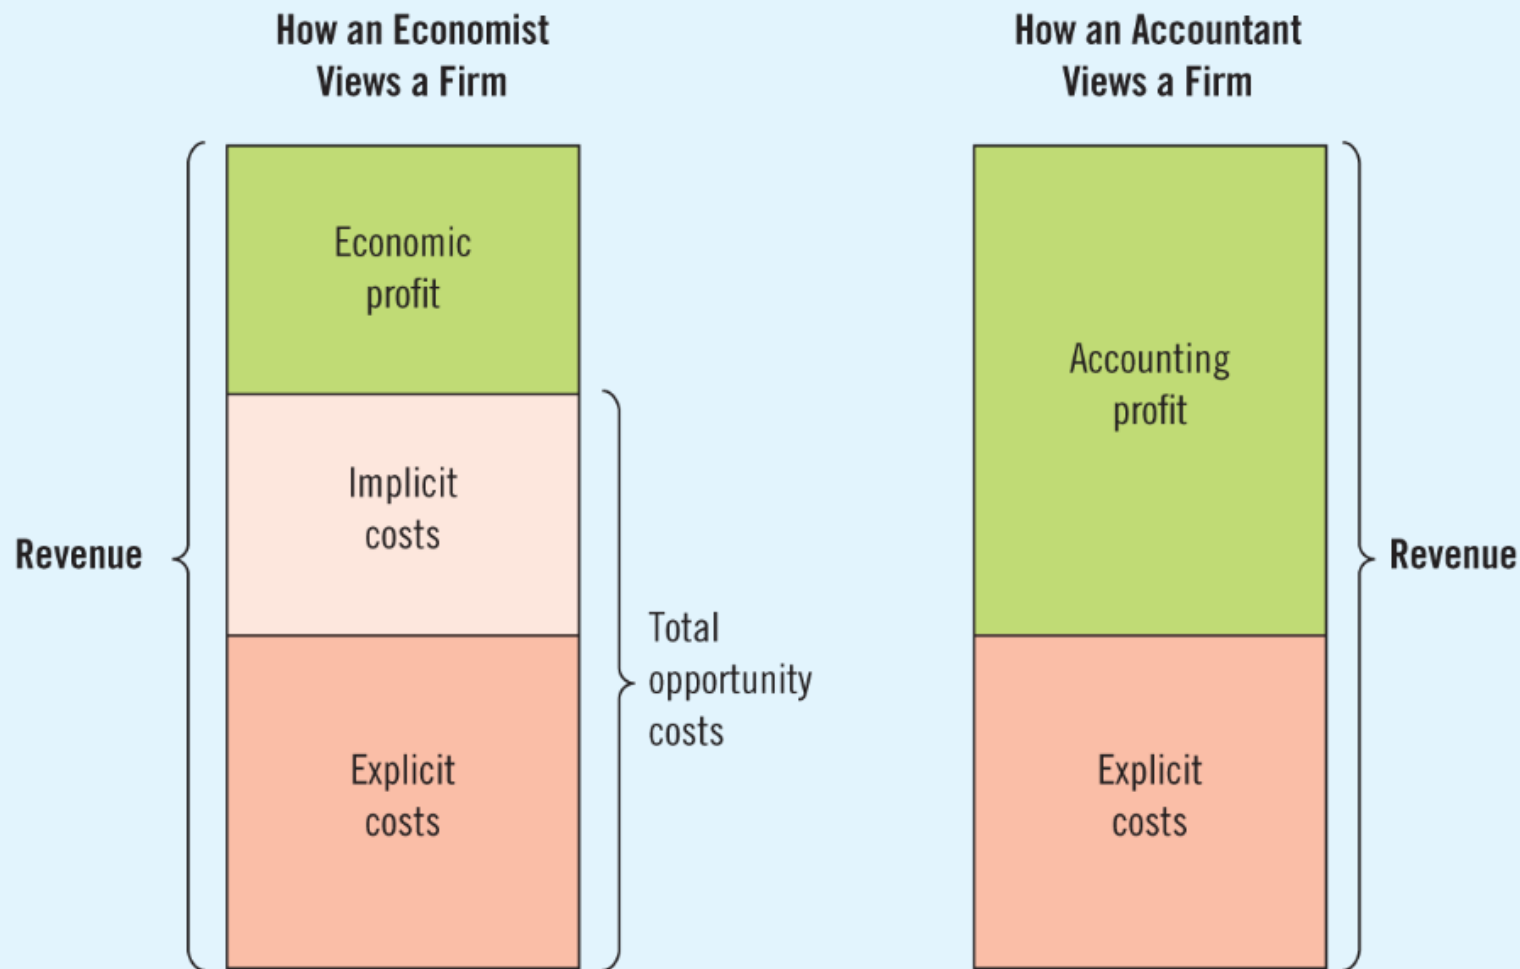 How an Economist
Views a Firm
How an Accountant
Views a Firm
Economic
profit
Implicit
costs
Explicit
costs
Revenue
Total
opportunity
costs
Accounting
profit
Explicit
costs
Revenue